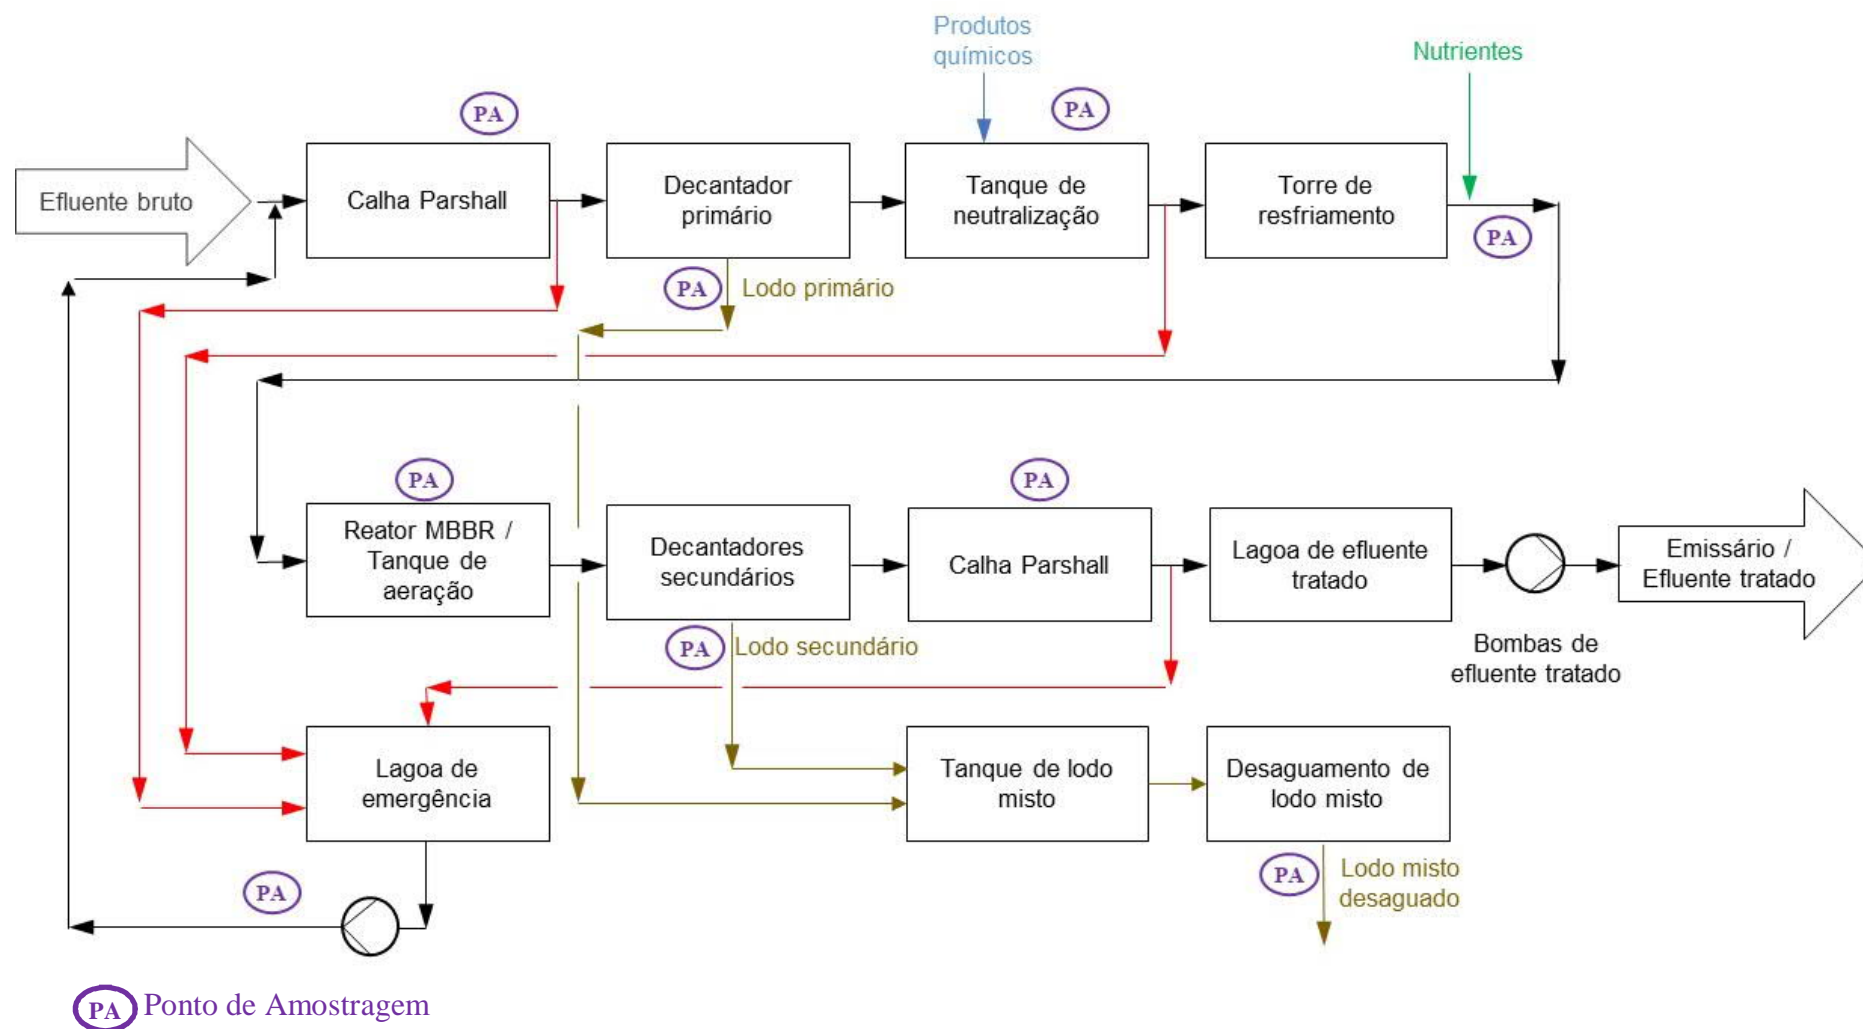 Produtos
químicos
Nutrientes
PA
PA
Efluente bruto
Calha Parshall
Decantador
primário
Tanque de
neutralização
Torre de
resfriamento
PA
PA
Lodo primário
PA
PA
Reator MBBR /
Tanque de
aeração
Decantadores
secundários
Calha Parshall
Lagoa de efluente
tratado
Emissário /
Efluente tratado
PA
Lodo secundário
Bombas de
efluente tratado
Lagoa de
emergência
Tanque de lodo
misto
Desaguamento de
lodo misto
PA
PA
Lodo misto
desaguado
PA Ponto de Amostragem